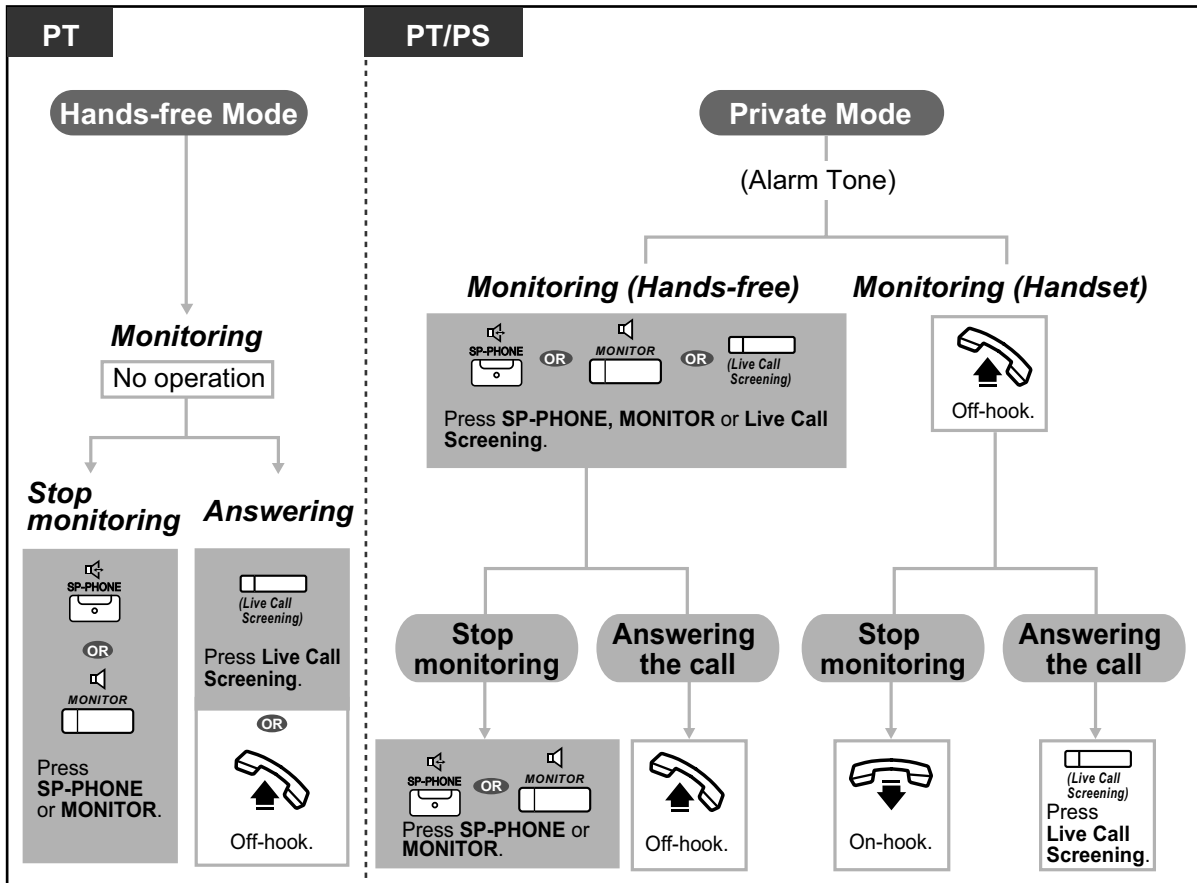 PT
Hands-free Mode
Monitoring
No operation
Stop
monitoring
SP-PHONE
OR
MONITOR
Press
SP-PHONE
or MONITOR.
Answering
(Live Call
Screening)
Press Live Call
Screening.
OR
Off-hook.
PT/PS
Private Mode
(Alarm Tone)
Monitoring (Hands-free)
SP-PHONE
OR
MONITOR
OR
(Live Call
Screening)
Press SP-PHONE, MONITOR or Live Call
Screening.
Stop
monitoring
SP-PHONE
OR
MONITOR
Press SP-PHONE or
MONITOR.
Answering
the call
Off-hook.
Monitoring (Handset)
Off-hook.
Stop
monitoring
On-hook.
Answering
the call
(Live Call
Screening)
Press
Live Call
Screening.